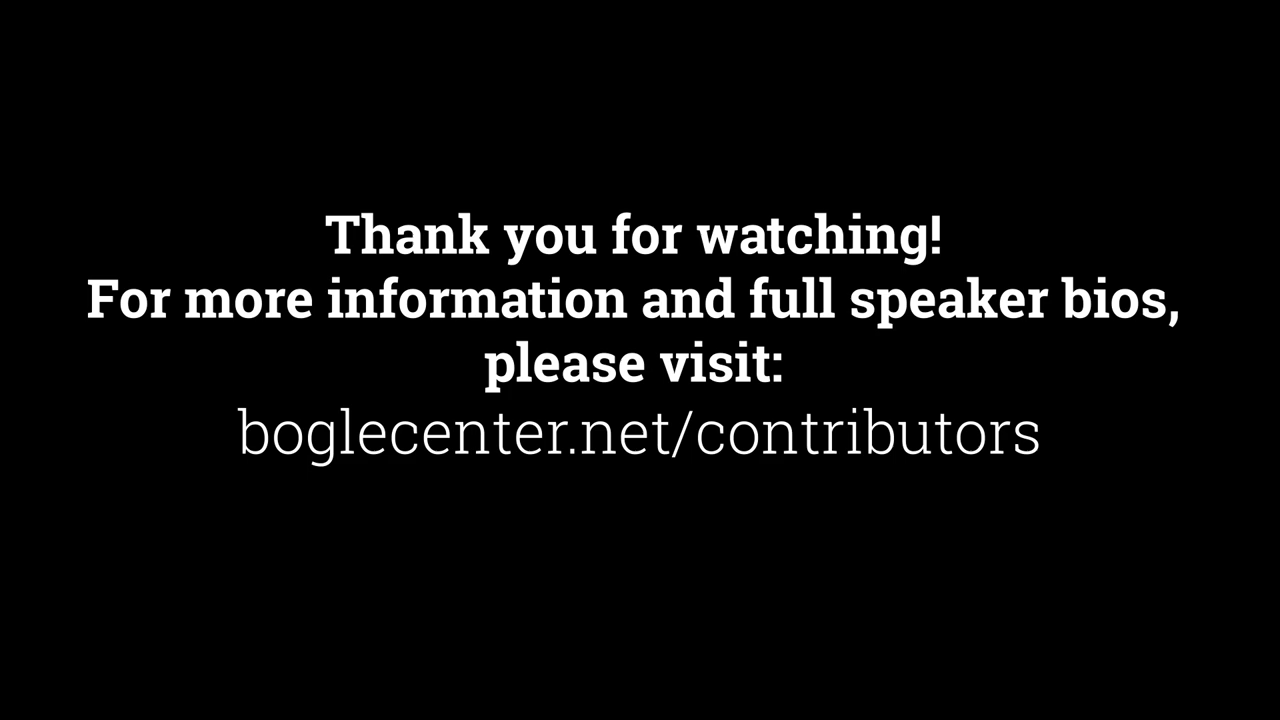 Thank you for watching!
For more information and full speaker bios,
please visit:
boglecenter.net/contributors